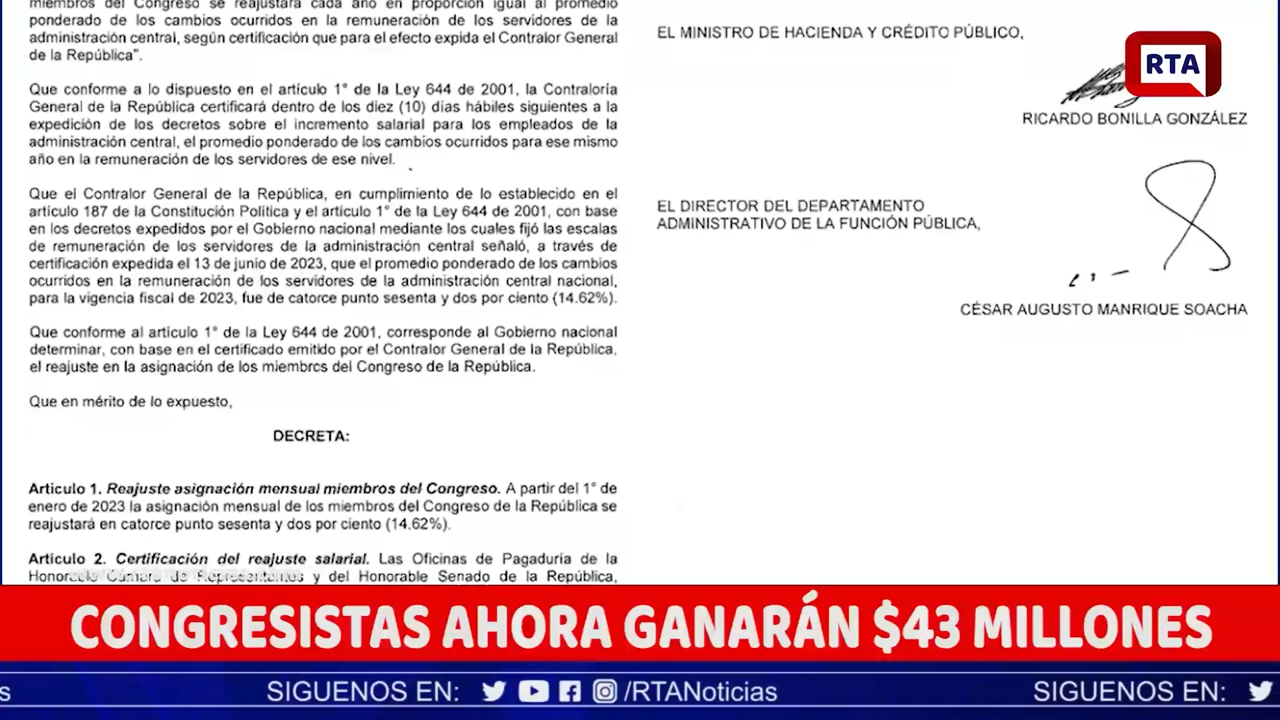 miembros del Congreso se reajustará cada año en proporción igual al promedio
ponderado de los cambios ocurridos en la remuneración de los servidores de la
administración central, según certificación que para el efecto expida el Contralor General
de la República".
Que conforme a lo dispuesto en el artículo 1° de la Ley 644 de 2001, la Contraloría
General de la República certificará dentro de los diez (10) días hábiles siguientes a la
expedición de los decretos sobre el incremento salarial para los empleados de la
administración central, el promedio ponderado de los cambios ocurridos para ese mismo
año en la remuneración de los servidores de ese nivel.
Que el Contralor General de la República, en cumplimiento de lo establecido en el
artículo 187 de la Constitución Política y el artículo 1° de la Ley 644 de 2001, con base
en los decretos expedidos por el Gobierno nacional mediante los cuales fijó las escalas
de remuneración de los servidores de la administración central señaló, a través de
certificación expedida el 13 de junio de 2023, que el promedio ponderado de los cambios
ocurridos en la remuneración de los servidores de la administración central nacional,
para la vigencia fiscal de 2023, fue de catorce punto sesenta y dos por ciento (14.62%).
Que conforme al artículo 1° de la Ley 644 de 2001, corresponde al Gobierno nacional
determinar, con base en el certificado emitido por el Contralor General de la República,
el reajuste en la asignación de los miembros del Congreso de la República.
Que en mérito de lo expuesto,
DECRETA:
Artículo 1. Reajuste asignación mensual miembros del Congreso. A partir del 1° de
enero de 2023 la asignación mensual de los miembros del Congreso de la República se
reajustará en catorce punto sesenta y dos por ciento (14.62%).
Artículo 2. Certificación del reajuste salarial. Las Oficinas de Pagaduría de la
Honorable Cámara de Representantes y del Honorable Senado de la República,
EL MINISTRO DE HACIENDA Y CRÉDITO PÚBLICO,
RICARDO BONILLA GONZÁLEZ
EL DIRECTOR DEL DEPARTAMENTO
ADMINISTRATIVO DE LA FUNCIÓN PÚBLICA,
CÉSAR AUGUSTO MANRIQUE SOACHA
RTA
CONGRESISTAS AHORA GANARÁN $43 MILLONES
s SIGUENOS EN: /RTANoticias SIGUENOS EN: